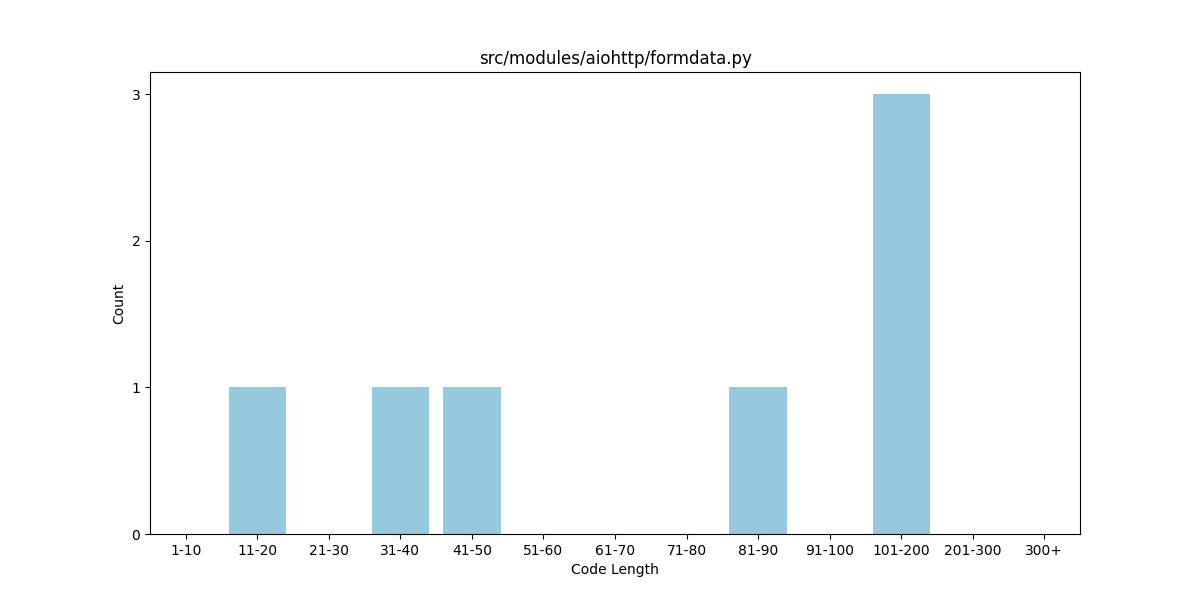 src/modules/aiohttp/formdata.py
3
2
1
0
Count
1-10 11-20 21-30 31-40 41-50 51-60 61-70 71-80 81-90 91-100 101-200 201-300 300+
Code Length